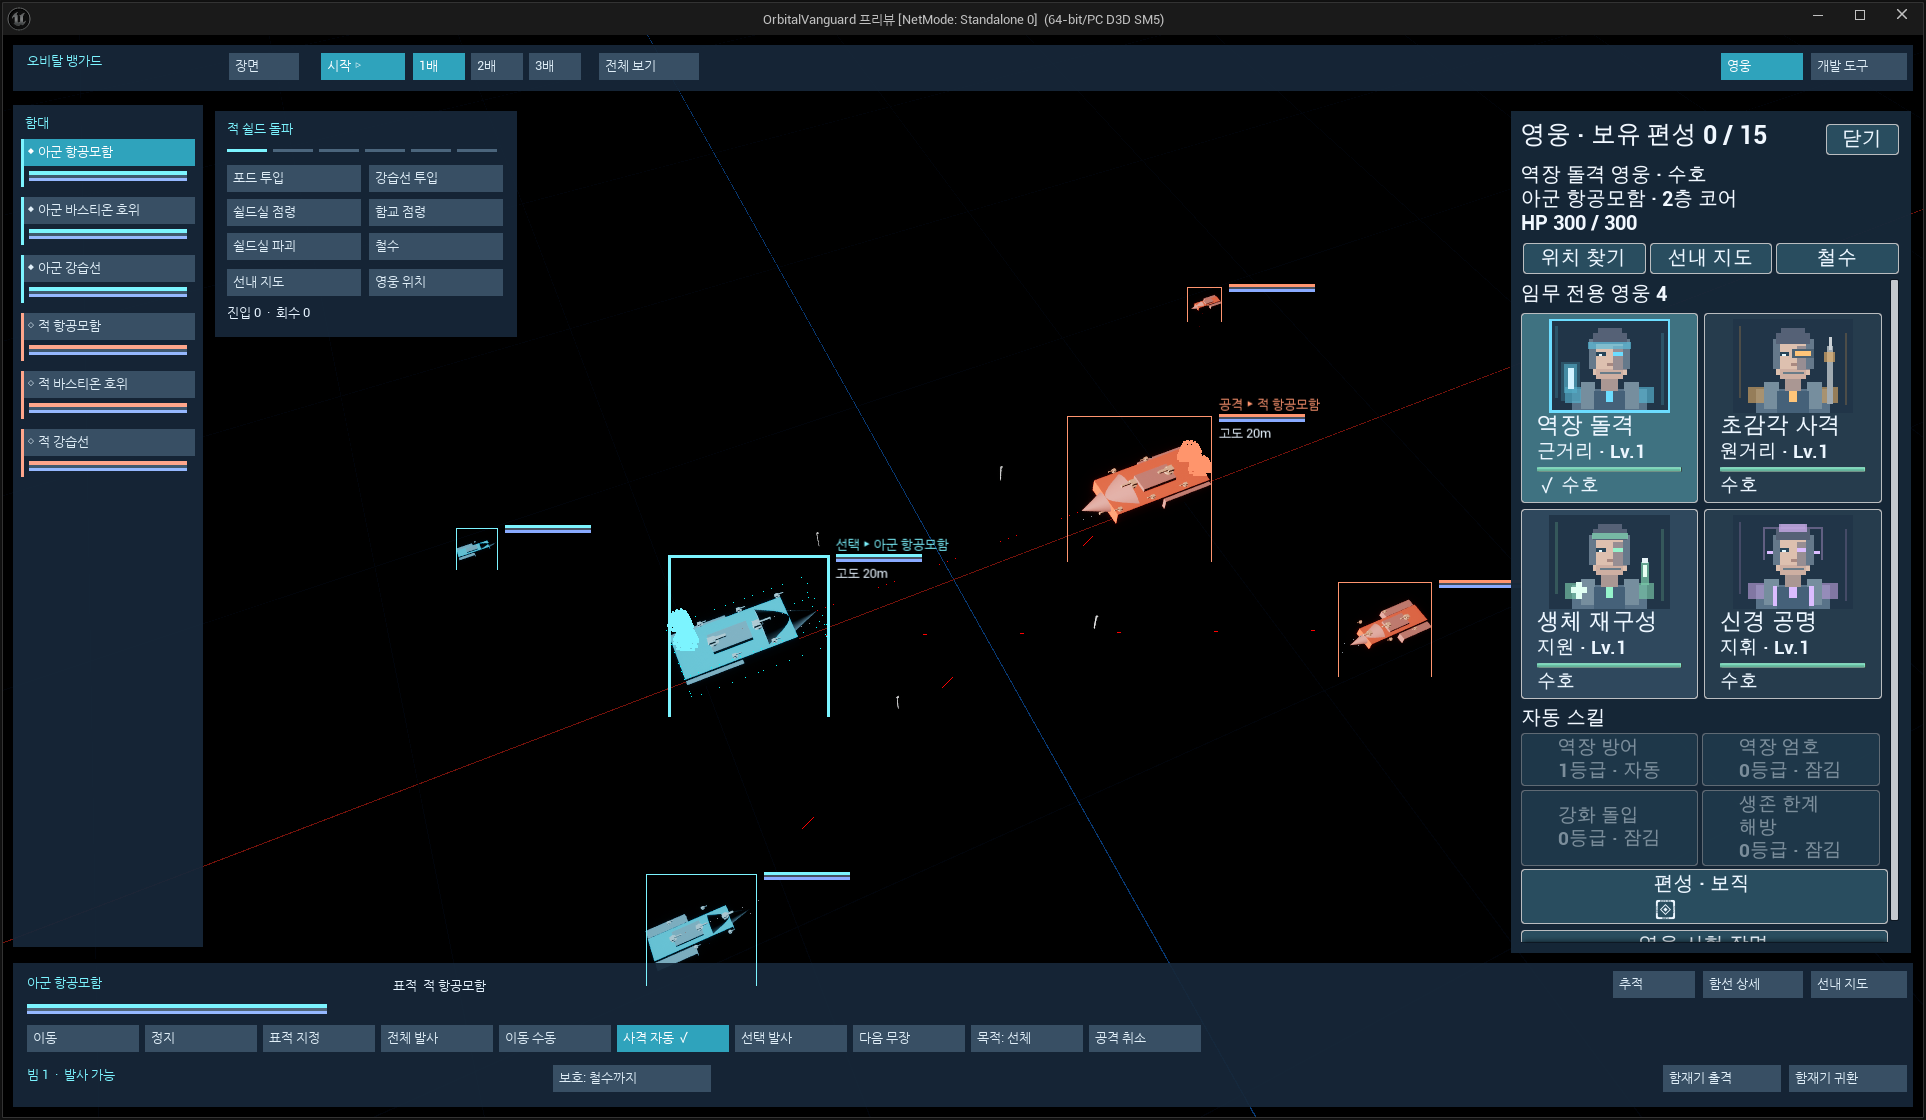 OrbitalVanguard 프리뷰 [NetMode: Standalone 0] (64-bit/PC D3D SM5)
오비탈 뱅가드
장면
시작 ▷
1배
2배
3배
전체 보기
영웅
개발 도구
함대
◆ 아군 항공모함
◆ 아군 바스티온 호위
◆ 아군 강습선
◇ 적 항공모함
◇ 적 바스티온 호위
◇ 적 강습선
적 쉴드 돌파
포드 투입
강습선 투입
쉴드실 점령
함교 점령
쉴드실 파괴
철수
선내 지도
영웅 위치
진입 0 · 회수 0
공격 ▶ 적 항공모함
고도 20m
선택 ▶ 아군 항공모함
고도 20m
영웅 · 보유 편성 0 / 15
닫기
역장 돌격 영웅 · 수호
아군 항공모함 · 2층 코어
HP 300 / 300
위치 찾기
선내 지도
철수
임무 전용 영웅 4
역장 돌격
근거리 · Lv.1
√ 수호
초감각 사격
원거리 · Lv.1
수호
생체 재구성
지원 · Lv.1
수호
신경 공명
지휘 · Lv.1
수호
자동 스킬
역장 방어
1등급 · 자동
역장 엄호
0등급 · 잠김
강화 돌입
0등급 · 잠김
생존 한계
해방
0등급 · 잠김
편성 · 보직
아군 항공모함
표적 적 항공모함
추적
함선 상세
선내 지도
이동
정지
표적 지정
전체 발사
이동 수동
사격 자동 √
선택 발사
다음 무장
목적: 선체
공격 취소
빔 1 · 발사 가능
보호: 철수까지
함재기 출격
함재기 귀환